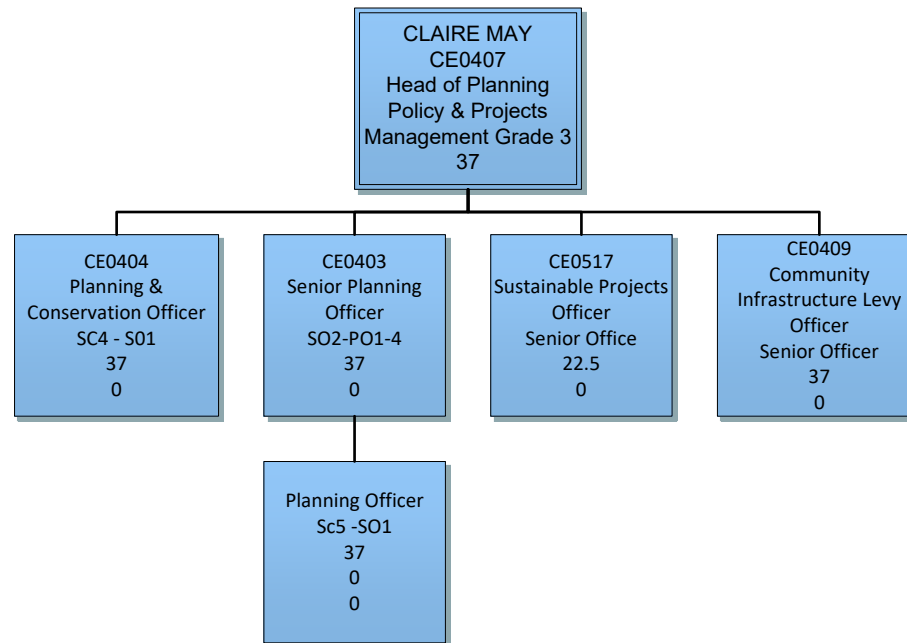 CLAIRE MAY
CE0407
Head of Planning
Policy & Projects
Management Grade 3
37
CE0404
Planning &
Conservation Officer
SC4 - S01
37
0
CE0403
Senior Planning
Officer
SO2-PO1-4
37
0
CE0517
Sustainable Projects
Officer
Senior Office
22.5
0
CE0409
Community
Infrastructure Levy
Officer
Senior Officer
37
0
Planning Officer
Sc5 -SO1
37
0
0